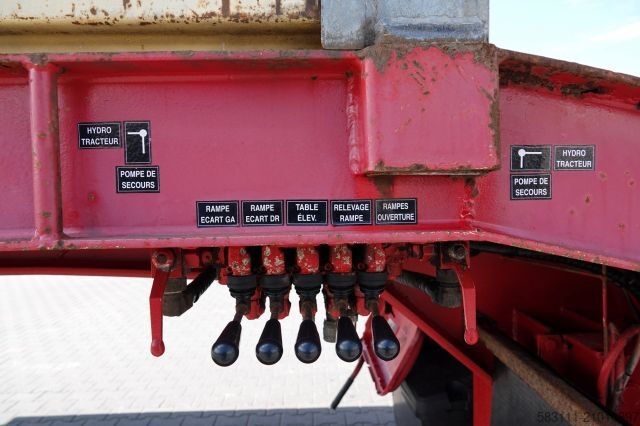 HYDRO
TRACTEUR
POMPE DE
SECOURS
RAMPE
ECART GA
RAMPE
ECART DR
TABLE
ÉLEV.
RELEVAGE
RAMPE
RAMPES
OUVERTURE
HYDRO
TRACTEUR
POMPE DE
SECOURS